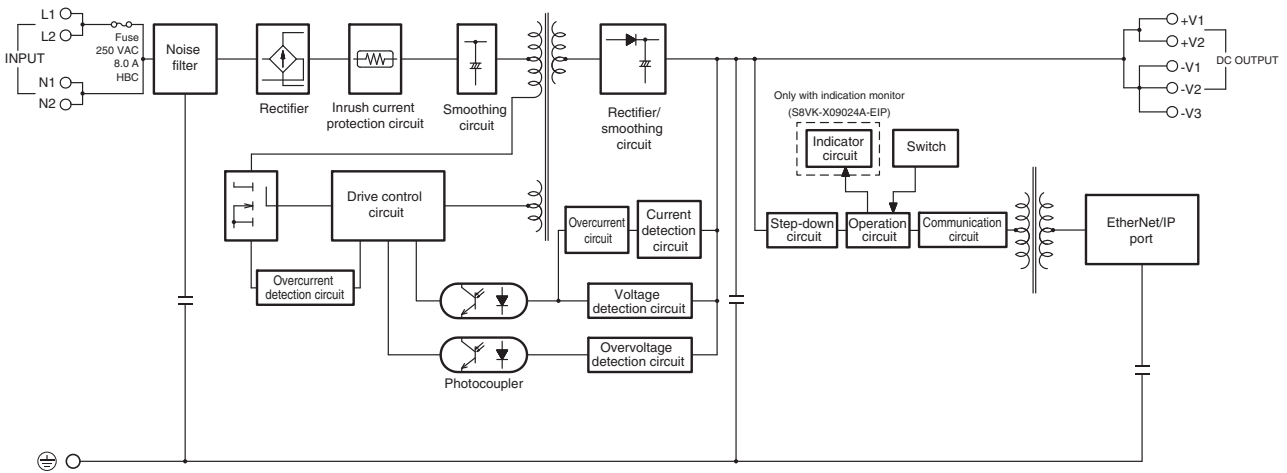 L1
L2
INPUT
N1
N2
Fuse
250 VAC
8.0 A
HBC
Noise
filter
Rectifier
Inrush current
protection circuit
Smoothing
circuit
Rectifier/
smoothing
circuit
+V1
+V2
DC OUTPUT
-V1
-V2
-V3
Only with indication monitor
(S8VK-X09024A-EIP)
Indicator
circuit
Switch
Drive control
circuit
Overcurrent
circuit
Current
detection
circuit
Step-down
circuit
Operation
circuit
Communication
circuit
EtherNet/IP
port
Overcurrent
detection circuit
Voltage
detection circuit
Overvoltage
detection circuit
Photocoupler